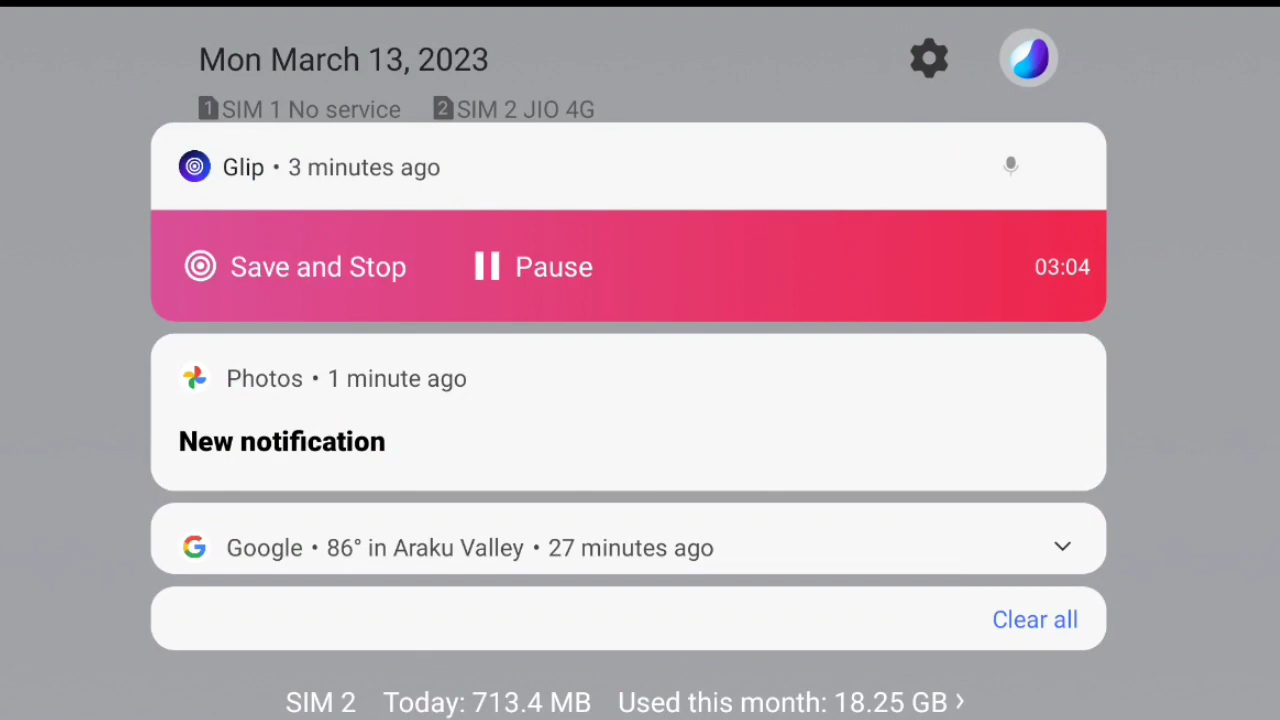 Mon March 13, 2023
1 SIM 1 No service 2 SIM 2 JIO 4G
Glip • 3 minutes ago
Save and Stop Pause 03:04
Photos • 1 minute ago
New notification
G Google • 86° in Araku Valley • 27 minutes ago
Clear all
SIM 2 Today: 713.4 MB Used this month: 18.25 GB ›